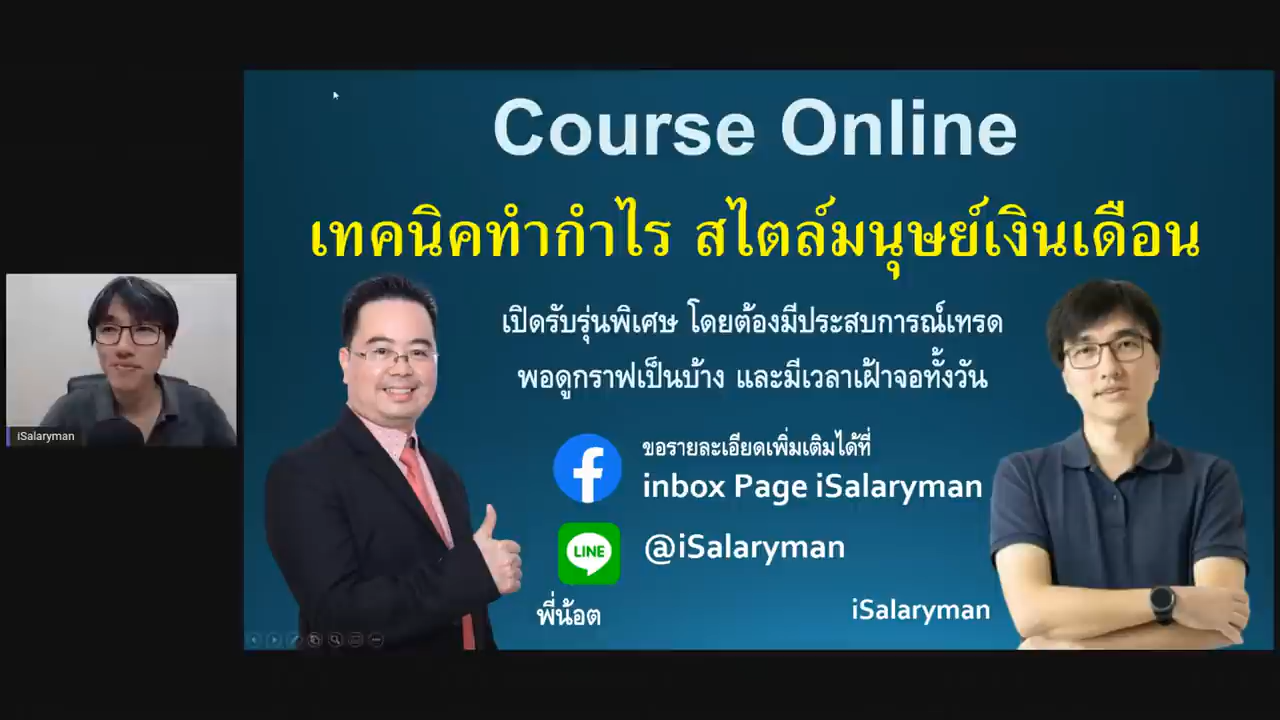 Course Online
เทคนิคทำกำไร สไตล์มนุษย์เงินเดือน
เปิดรับรุ่นพิเศษ โดยต้องมีประสบการณ์เทรด
พอดูกราฟเป็นบ้าง และมีเวลาเฝ้าจอทั้งวัน
ขอรายละเอียดเพิ่มเติมได้ที่
inbox Page iSalaryman
LINE
@iSalaryman
พี่น้อต
iSalaryman
iSalaryman